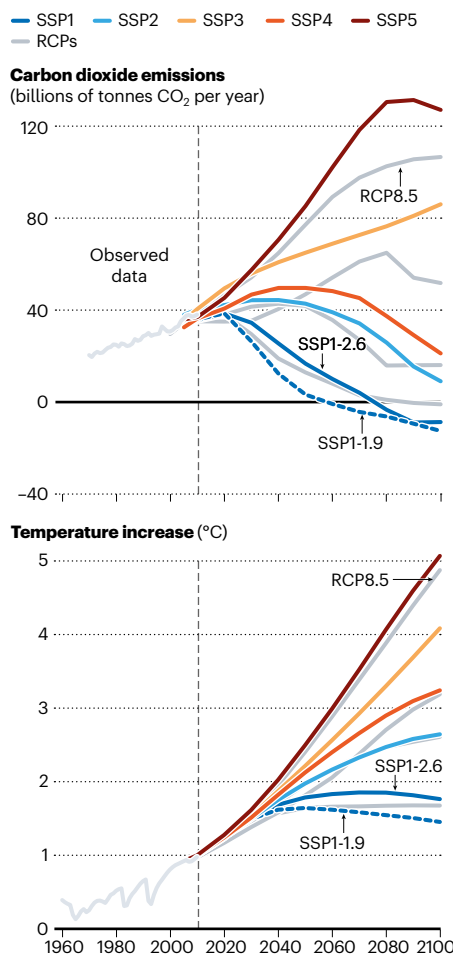 SSP1 SSP2 SSP3 SSP4 SSP5
RCPs
Carbon dioxide emissions
(billions of tonnes CO₂ per year)
120
RCP8.5
80
Observed
data
40
SSP1-2.6
0
SSP1-1.9
–40
Temperature increase (°C)
5
RCP8.5
4
3
SSP1-2.6
2
SSP1-1.9
1
0
1960 1980 2000 2020 2040 2060 2080 2100